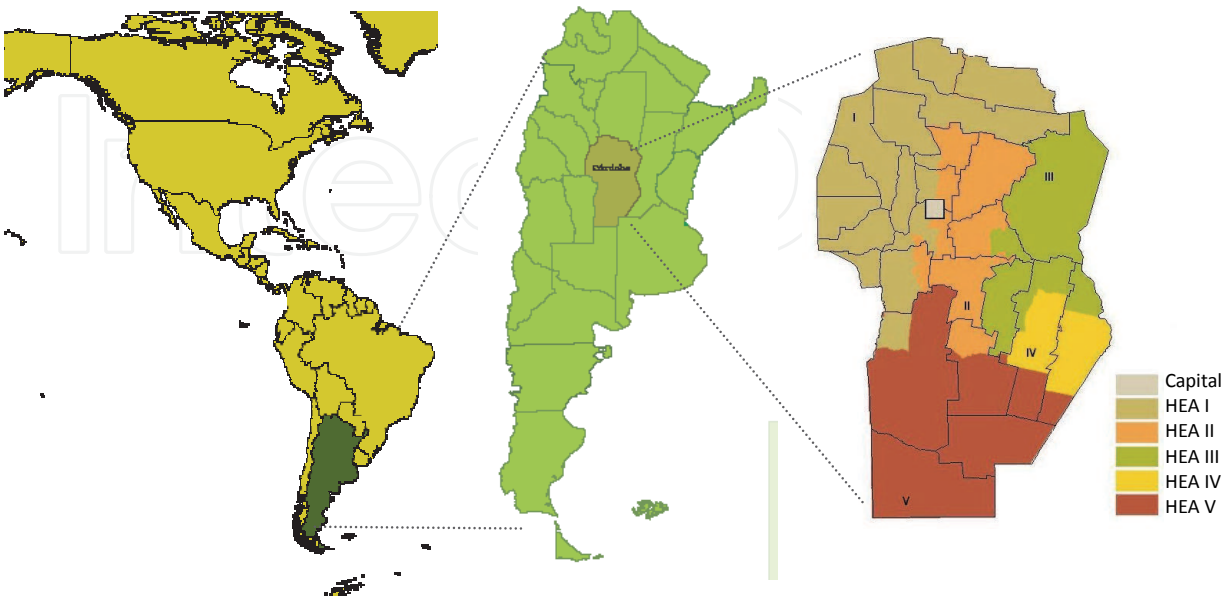 Córdoba
I
III
II
IV
V
Capital
HEA I
HEA II
HEA III
HEA IV
HEA V